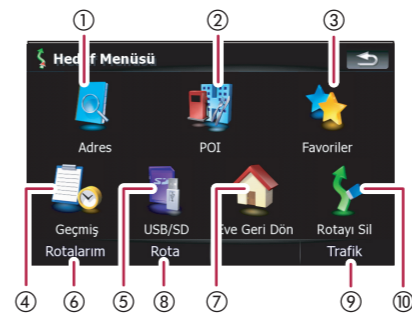 ① ② ③
Hedef Menüsü
Adres POI Favoriler
Geçmiş USB/SD Eve Geri Dön Rotayı Sil
Rotalarım Rota Trafik
④ ⑥ ⑤ ⑧ ⑦ ⑨ ⑩